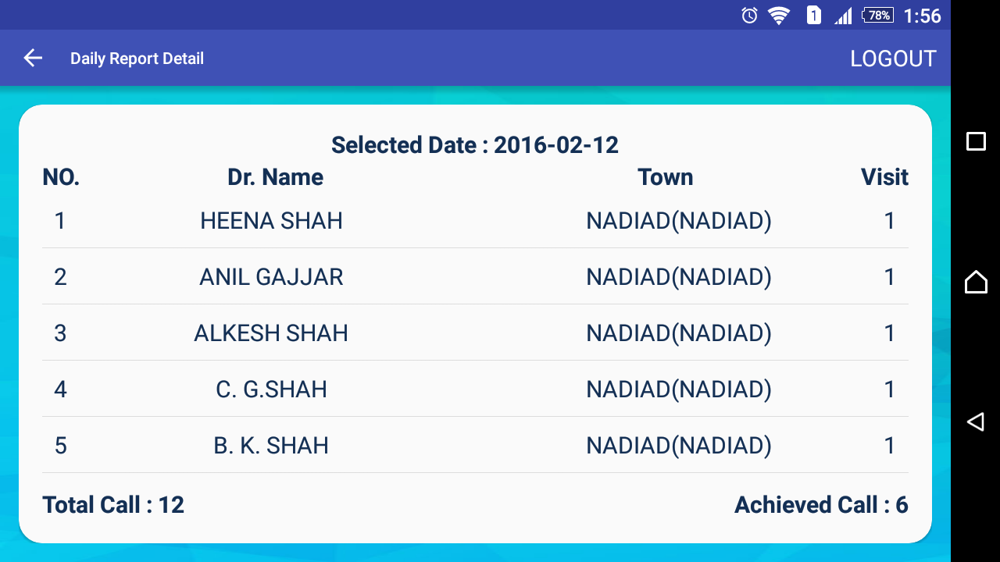 1 78% 1:56
Daily Report Detail LOGOUT
Selected Date : 2016-02-12
NO. Dr. Name Town Visit
1 HEENA SHAH NADIAD(NADIAD) 1
2 ANIL GAJJAR NADIAD(NADIAD) 1
3 ALKESH SHAH NADIAD(NADIAD) 1
4 C. G.SHAH NADIAD(NADIAD) 1
5 B. K. SHAH NADIAD(NADIAD) 1
Total Call : 12 Achieved Call : 6